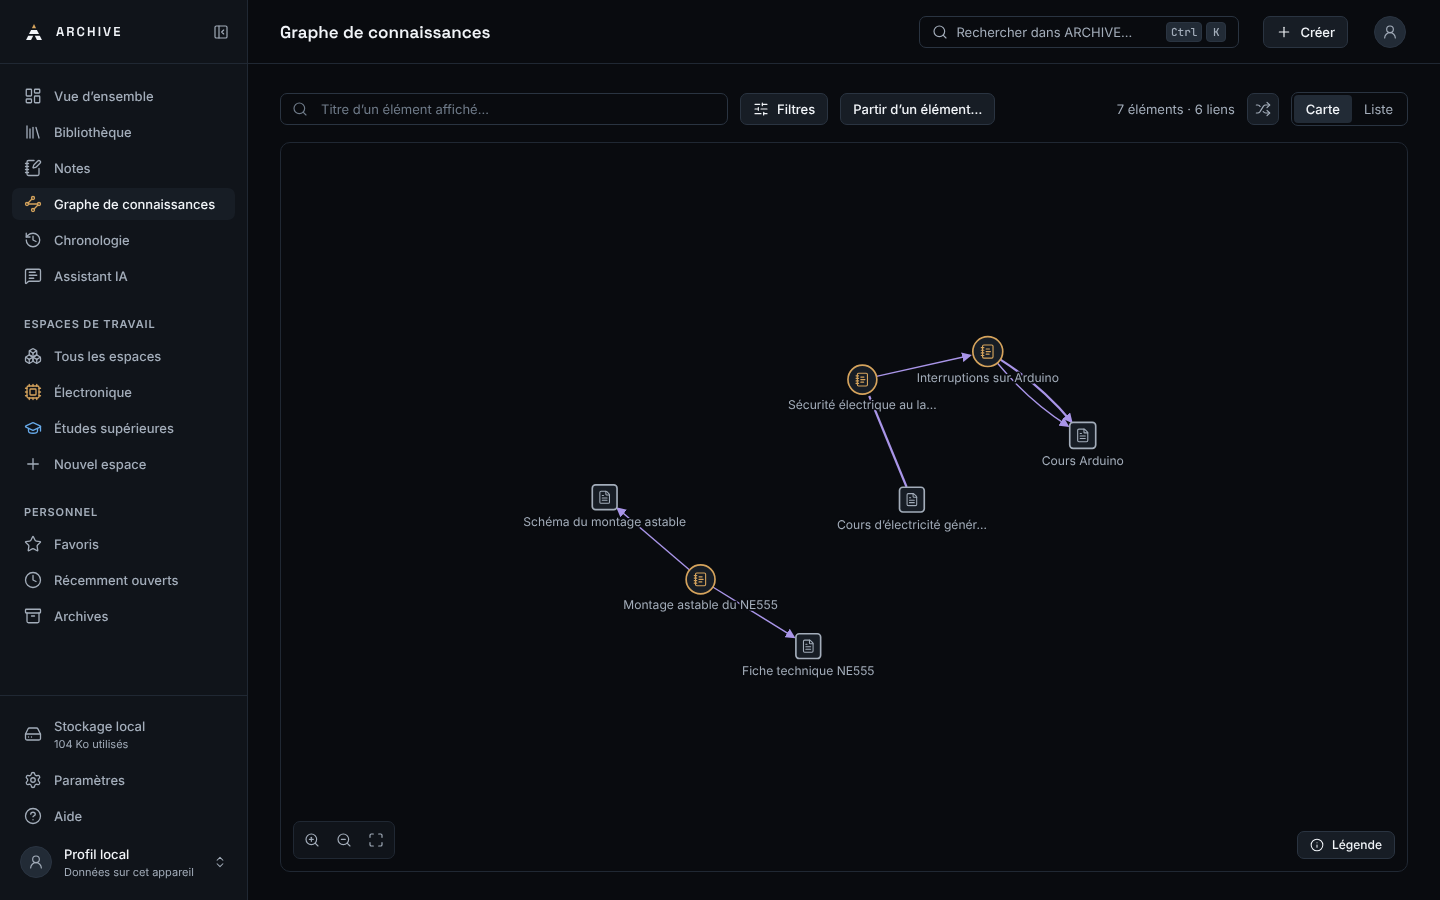 ARCHIVE
Graphe de connaissances
Rechercher dans ARCHIVE...
Ctrl
K
Créer
Vue d'ensemble
Bibliothèque
Notes
Graphe de connaissances
Chronologie
Assistant IA
ESPACES DE TRAVAIL
Tous les espaces
Électronique
Études supérieures
Nouvel espace
PERSONNEL
Favoris
Récemment ouverts
Archives
Stockage local
104 Ko utilisés
Paramètres
Aide
Profil local
Données sur cet appareil
Titre d'un élément affiché...
Filtres
Partir d'un élément...
7 éléments · 6 liens
Carte
Liste
Interruptions sur Arduino
Sécurité électrique au la...
Cours Arduino
Schéma du montage astable
Cours d'électricité génér...
Montage astable du NE555
Fiche technique NE555
Légende